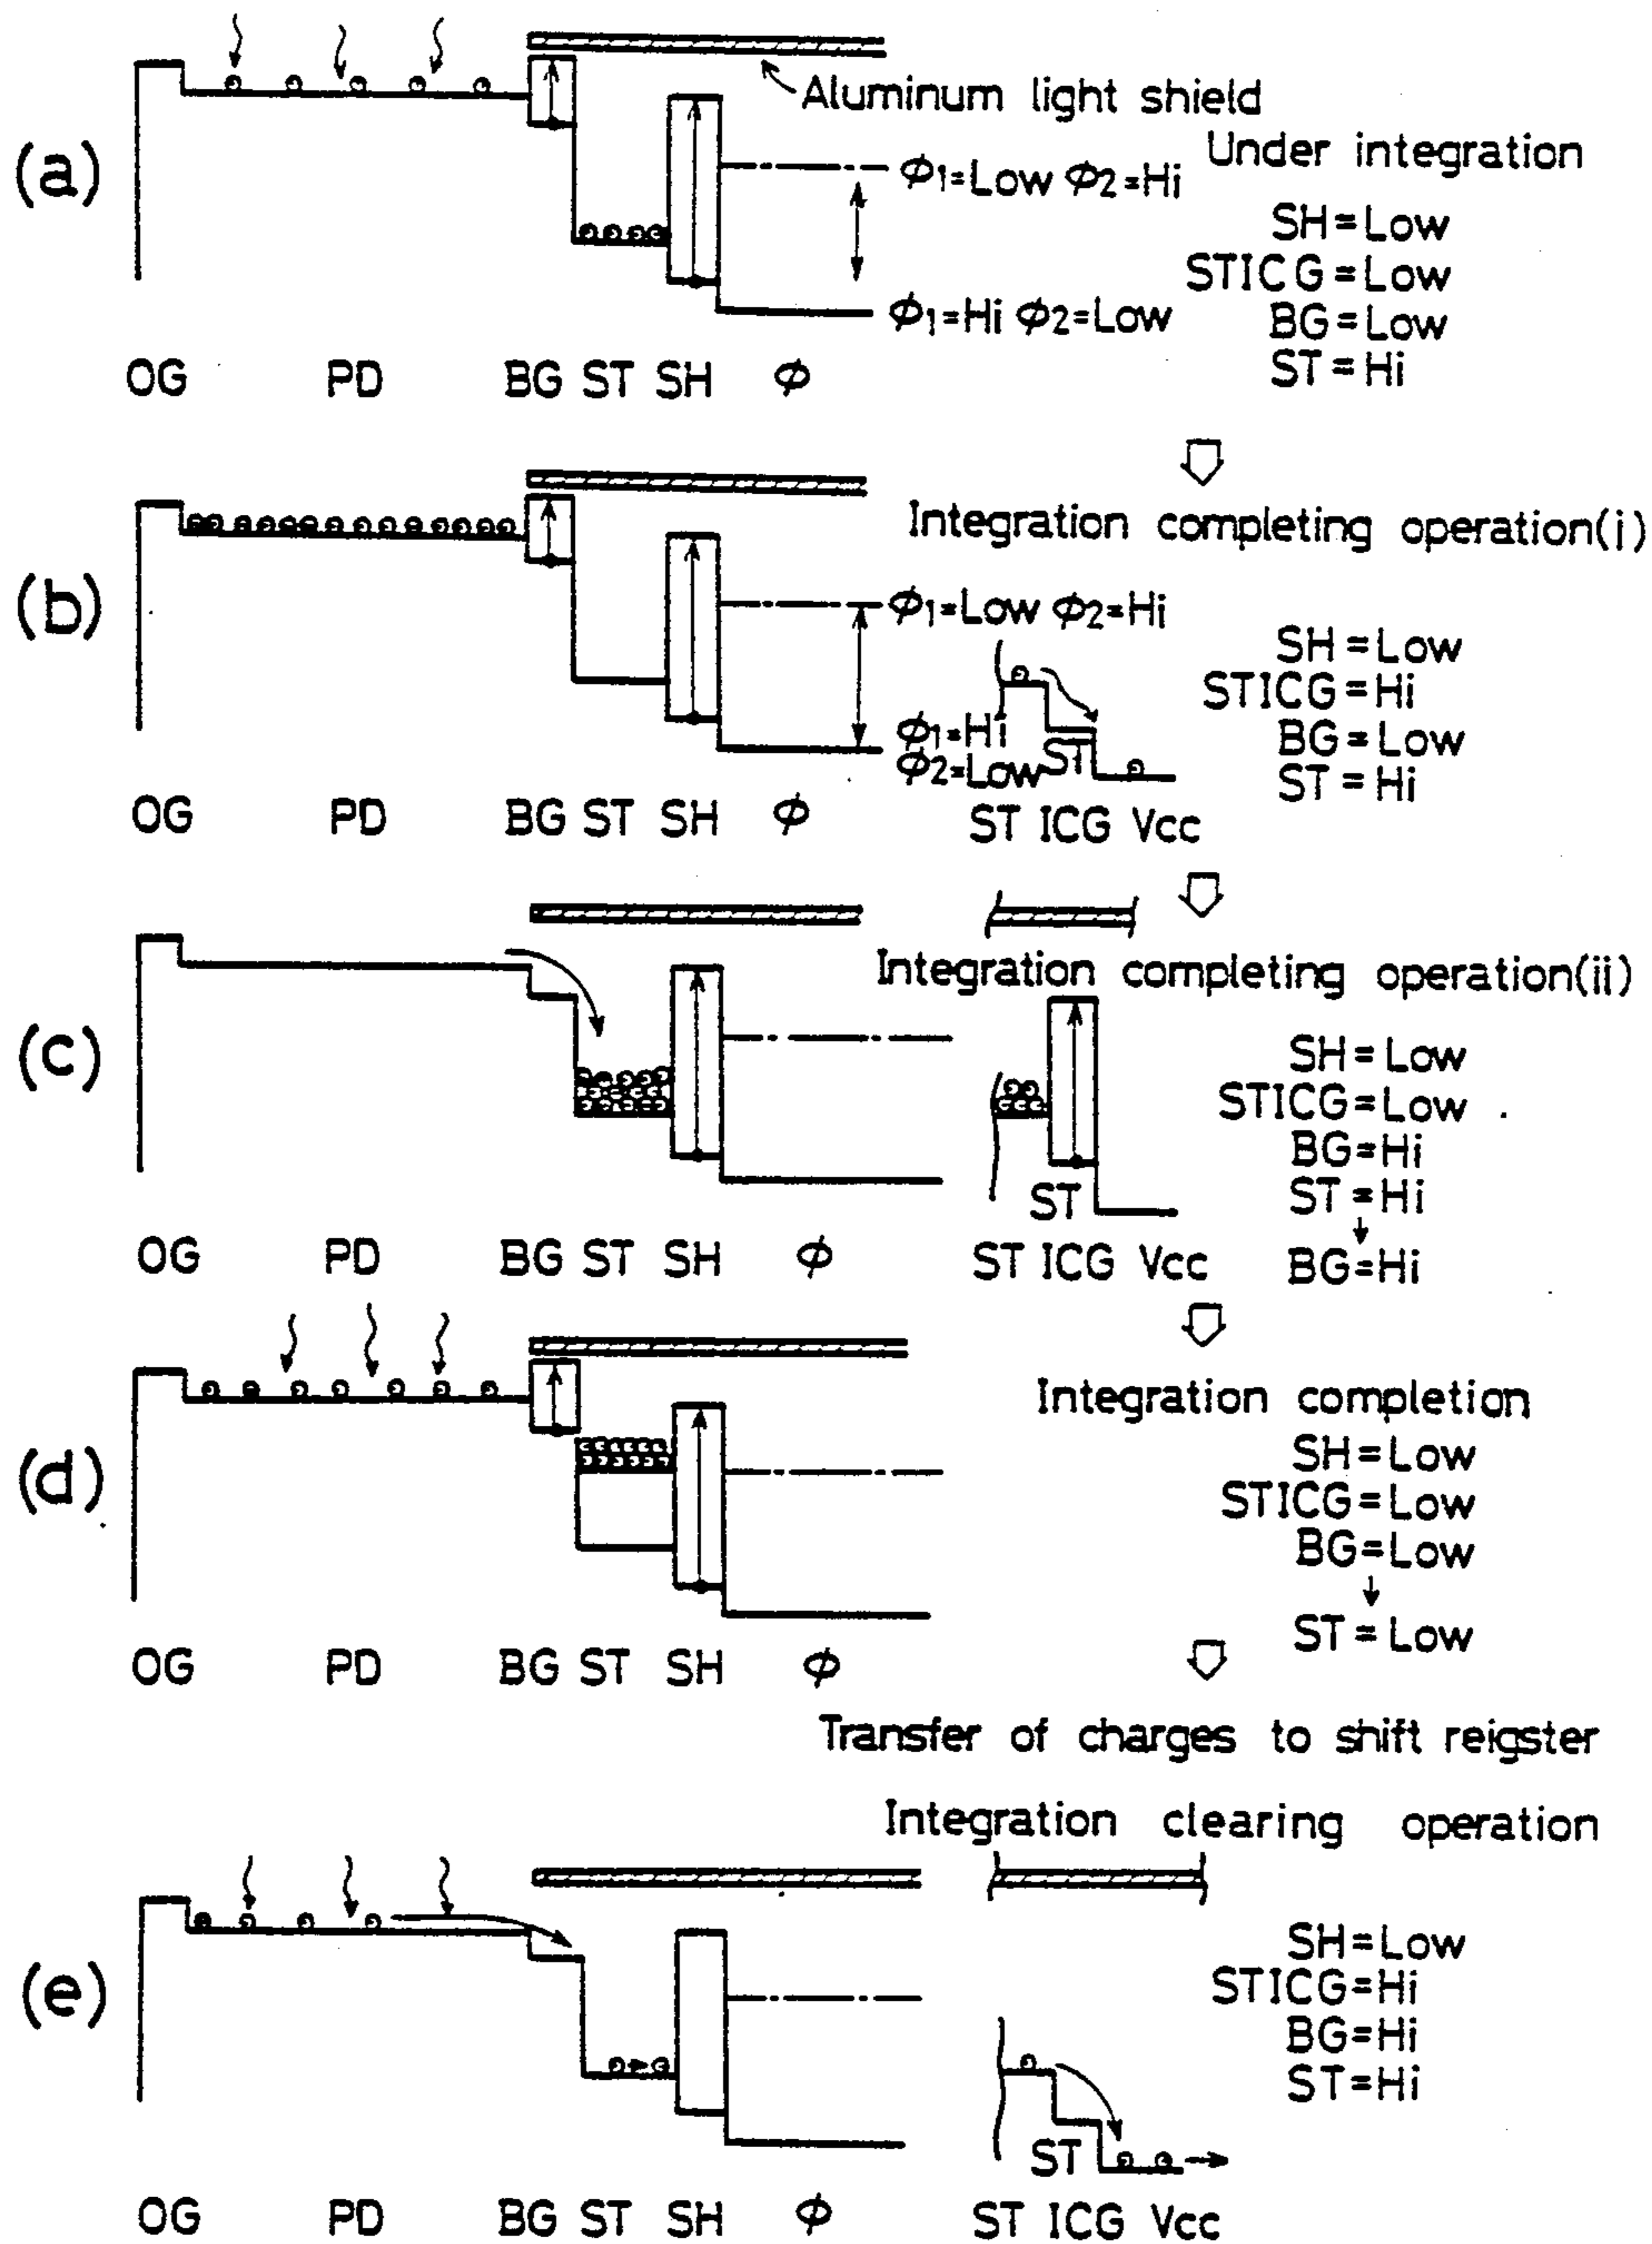 (a)
Aluminum light shield
Under integration
ϕ1=Low ϕ2=Hi
SH=Low
STICG=Low
BG=Low
ST=Hi
ϕ1=Hi ϕ2=Low
OG PD BG ST SH ϕ
(b)
Integration completing operation(i)
ϕ1=Low ϕ2=Hi
SH=Low
STICG=Hi
BG=Low
ST=Hi
ϕ1=Hi
ϕ2=Low
ST
OG PD BG ST SH ϕ
ST ICG Vcc
(c)
Integration completing operation(ii)
SH=Low
STICG=Low
BG=Hi
ST=Hi
↓
BG=Hi
ST
OG PD BG ST SH ϕ
ST ICG Vcc
(d)
Integration completion
SH=Low
STICG=Low
BG=Low
↓
ST=Low
OG PD BG ST SH ϕ
Transfer of charges to shift reigster
(e)
Integration clearing operation
SH=Low
STICG=Hi
BG=Hi
ST=Hi
ST
OG PD BG ST SH ϕ
ST ICG Vcc